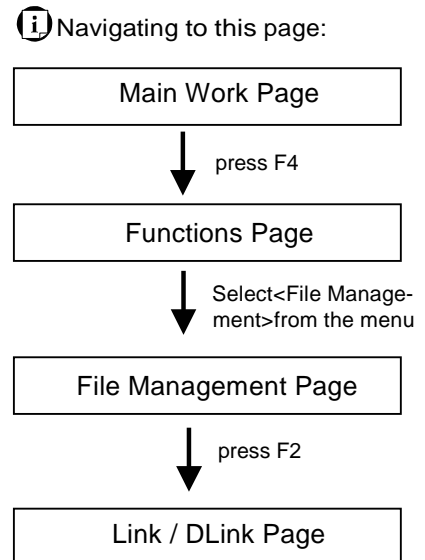 i Navigating to this page:
Main Work Page
press F4
Functions Page
Select<File Manage-
ment>from the menu
File Management Page
press F2
Link / DLink Page